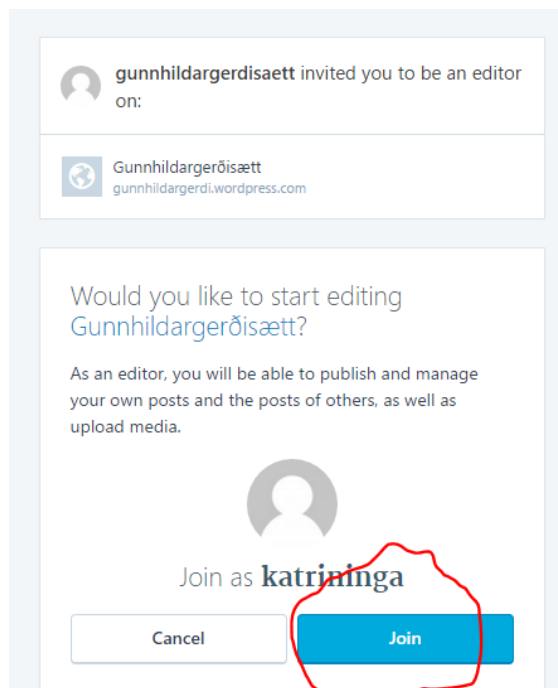 gunnhildargerdisaett invited you to be an editor
on:
Gunnhildargerðisætt
gunnhildargerdi.wordpress.com
Would you like to start editing
Gunnhildargerðisætt?
As an editor, you will be able to publish and manage
your own posts and the posts of others, as well as
upload media.
Join as katrininga
Cancel
Join